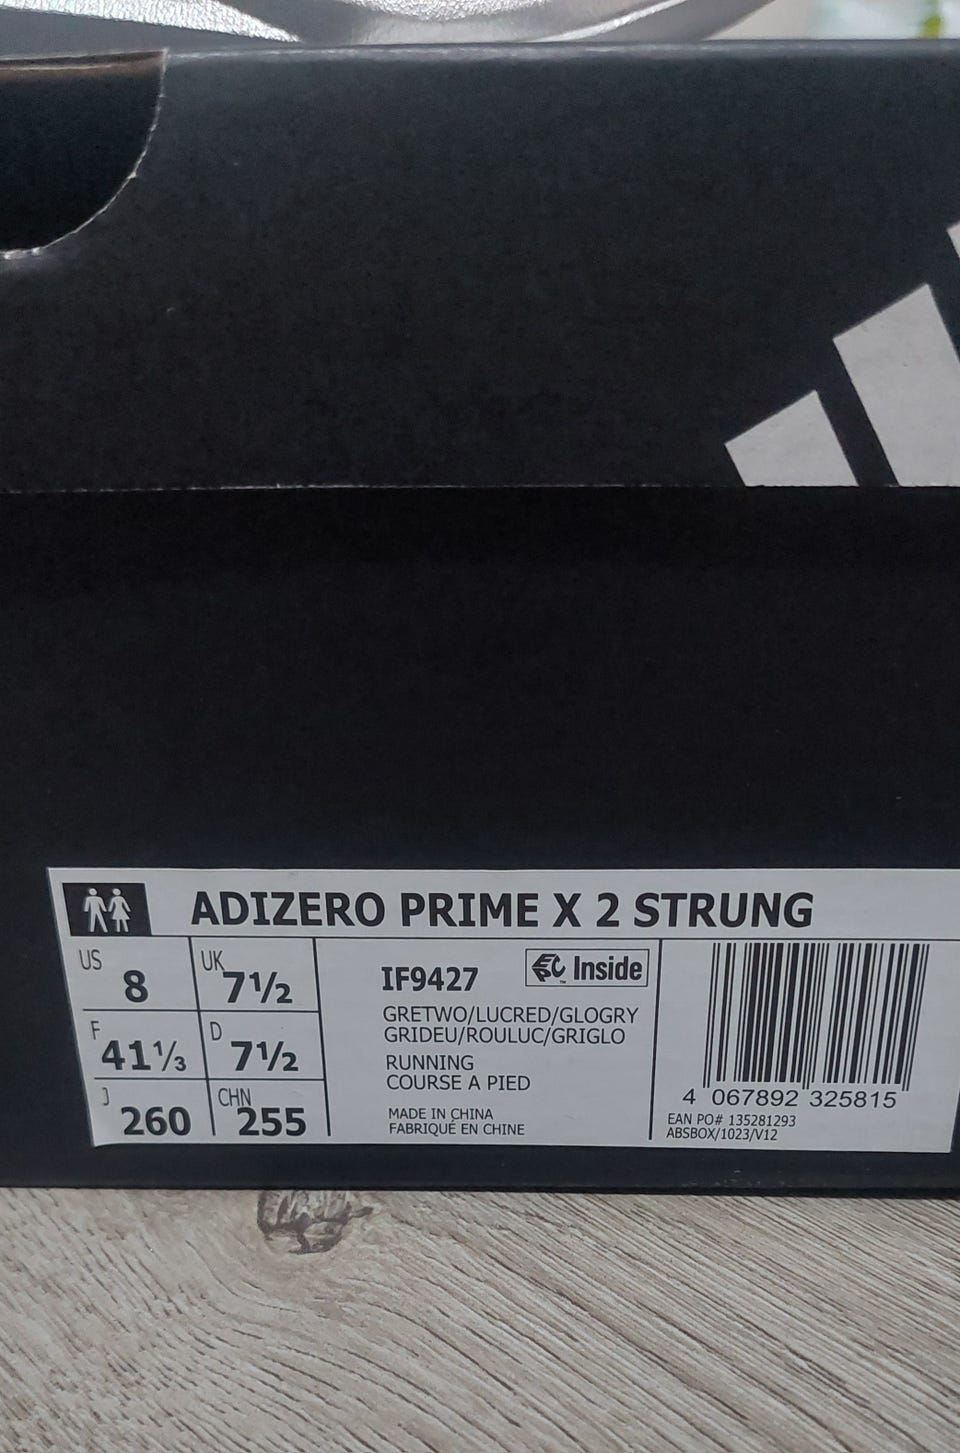 ADIZERO PRIME X 2 STRUNG
US 8 UK 7½
F 41⅓ D 7½
J 260 CHN 255
IF9427
EC Inside
GRETWO/LUCRED/GLOGRY
GRIDEU/ROULUC/GRIGLO
RUNNING
COURSE A PIED
MADE IN CHINA
FABRIQUÉ EN CHINE
4 067892 325815
EAN PO# 135281293
ABSBOX/1023/V12